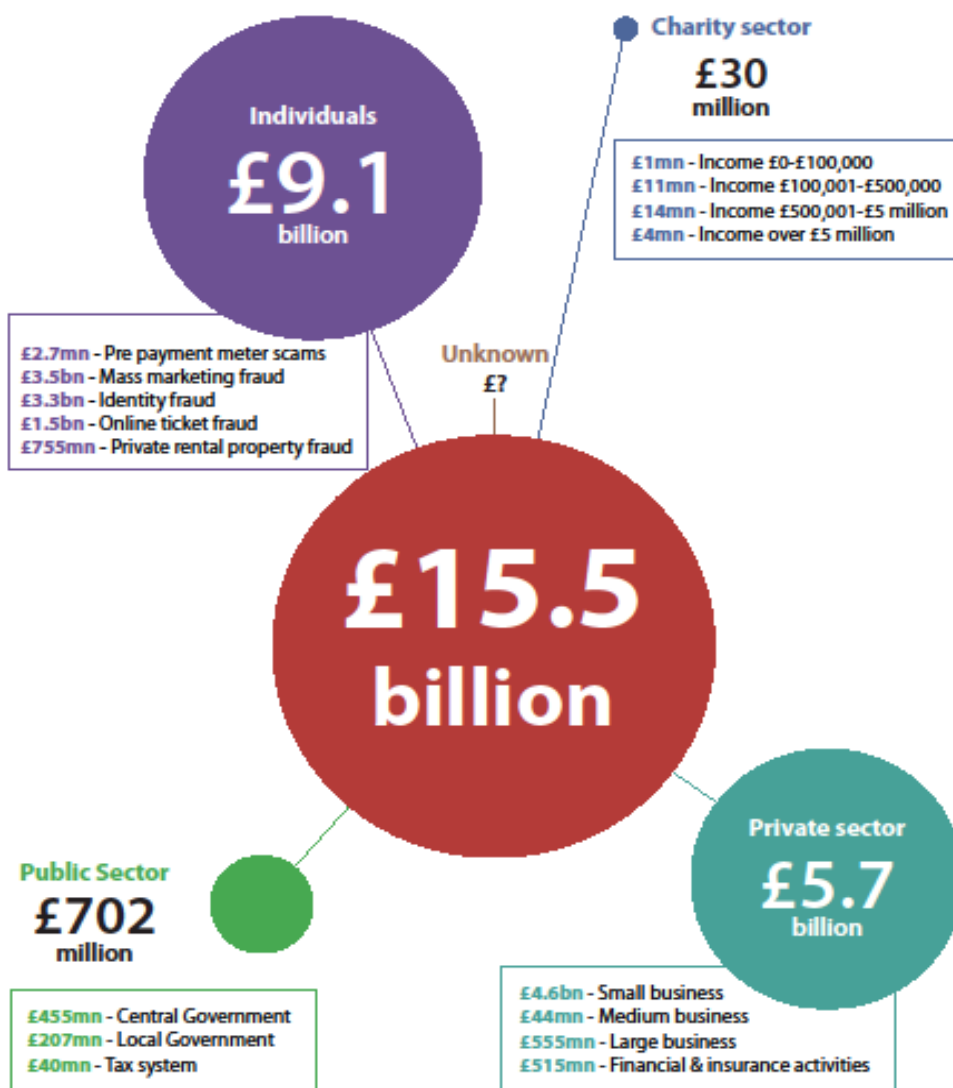 Individuals
£9.1
billion
£2.7mn - Pre payment meter scams
£3.5bn - Mass marketing fraud
£3.3bn - Identity fraud
£1.5bn - Online ticket fraud
£755mn - Private rental property fraud
Charity sector
£30
million
£1mn - Income £0-£100,000
£11mn - Income £100,001-£500,000
£14mn - Income £500,001-£5 million
£4mn - Income over £5 million
Unknown
£?
£15.5
billion
Public Sector
£702
million
£455mn - Central Government
£207mn - Local Government
£40mn - Tax system
Private sector
£5.7
billion
£4.6bn - Small business
£44mn - Medium business
£555mn - Large business
£515mn - Financial & insurance activities